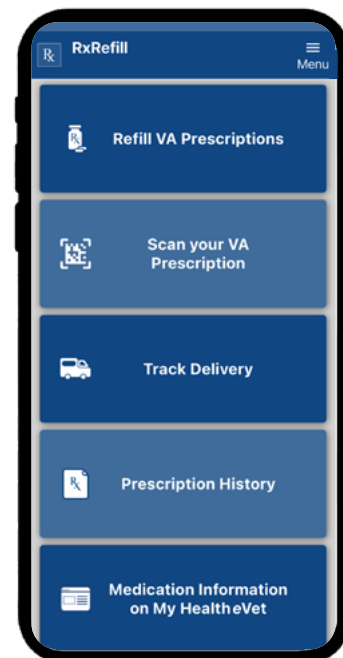 Rx RxRefill
Menu
Refill VA Prescriptions
Scan your VA
Prescription
Track Delivery
Rx Prescription History
Medication Information
on My HealtheVet